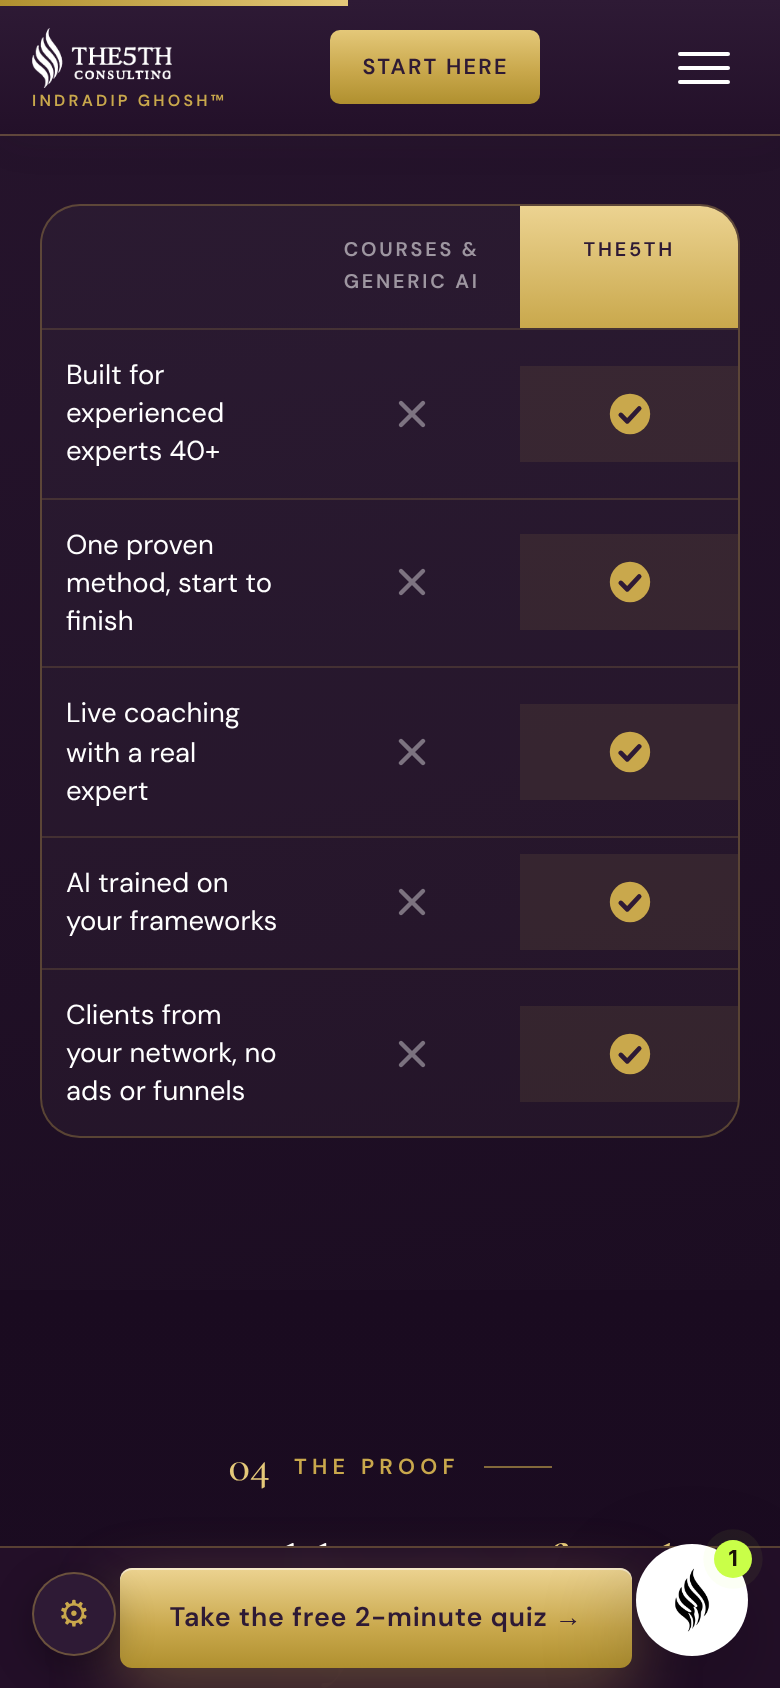 THE5TH
CONSULTING
INDRADIP GHOSH™
START HERE
COURSES &
GENERIC AI
THE5TH
Built for
experienced
experts 40+
One proven
method, start to
finish
Live coaching
with a real
expert
AI trained on
your frameworks
Clients from
your network, no
ads or funnels
04 THE PROOF
Take the free 2-minute quiz →
1